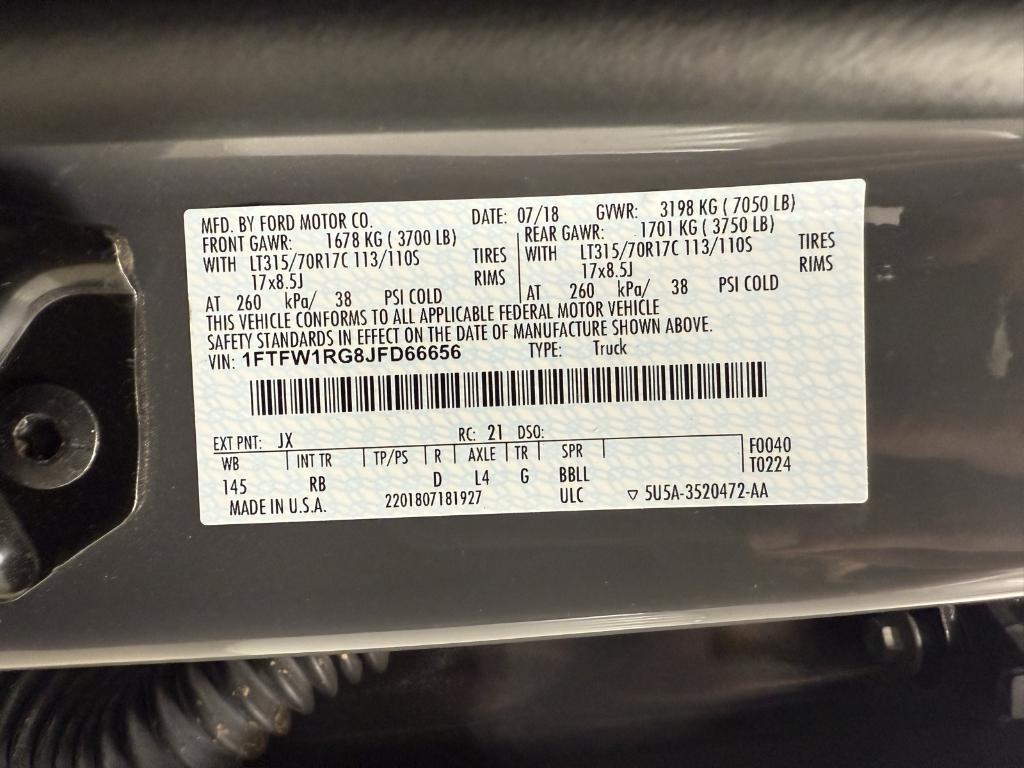 MFD. BY FORD MOTOR CO. DATE: 07/18 GVWR: 3198 KG ( 7050 LB)
FRONT GAWR: 1678 KG ( 3700 LB) REAR GAWR: 1701 KG ( 3750 LB)
WITH LT315/70R17C 113/110S TIRES WITH LT315/70R17C 113/110S TIRES
17x8.5J RIMS 17x8.5J RIMS
AT 260 kPa/ 38 PSI COLD AT 260 kPa/ 38 PSI COLD
THIS VEHICLE CONFORMS TO ALL APPLICABLE FEDERAL MOTOR VEHICLE
SAFETY STANDARDS IN EFFECT ON THE DATE OF MANUFACTURE SHOWN ABOVE.
VIN: 1FTFW1RG8JFD66656 TYPE: Truck
EXT PNT: JX RC: 21 DSO:
WB INT TR TP/PS R AXLE TR SPR F0040
145 RB D L4 G BBLL T0224
MADE IN U.S.A. 2201807181927 ULC ▽ 5U5A-3520472-AA